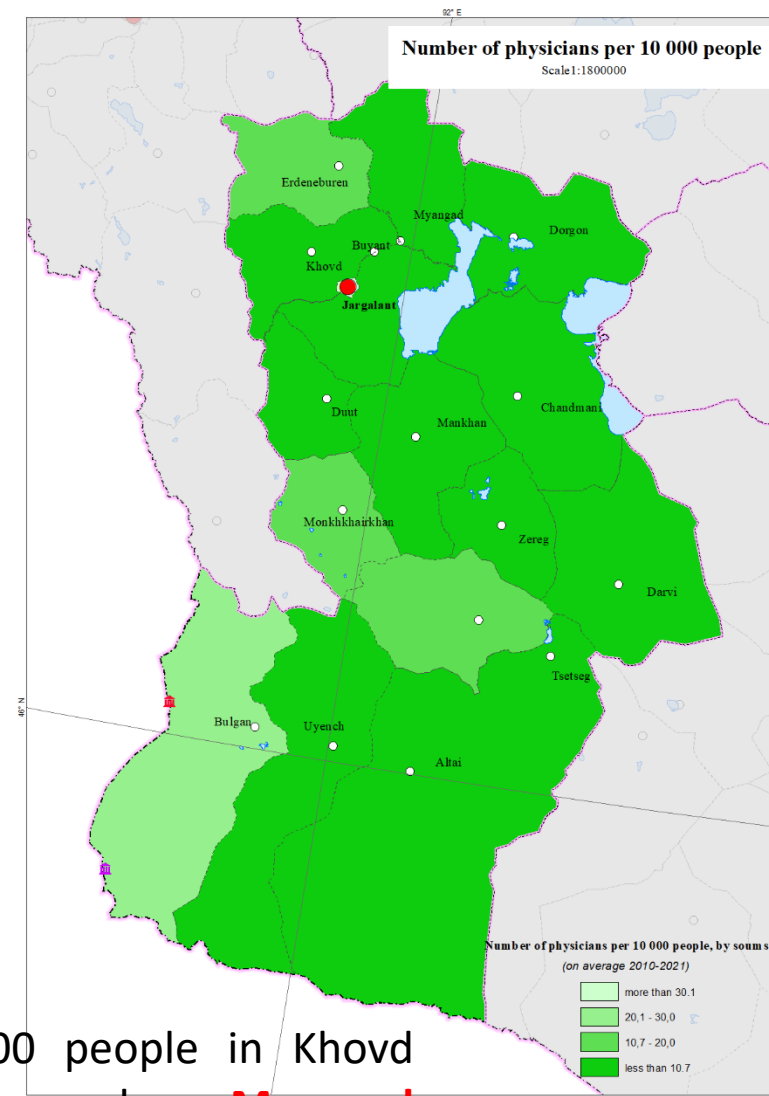 92° E
Number of physicians per 10 000 people
Scale1:1800000
Erdeneburen
Myangad
Dorgon
Buyant
Khovd
Jargalant
Duut
Chandmani
Mankhan
Monkhkhairkhan
Zereg
Darvi
Tsetseg
46° N
Bulgan
Uyench
Altai
Number of physicians per 10 000 people, by soums
(on average 2010-2021)
more than 30.1
20,1 - 30,0
10,7 - 20,0
less than 10.7
00 people in Khovd